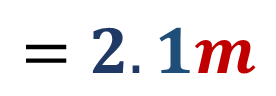 = 2.1m